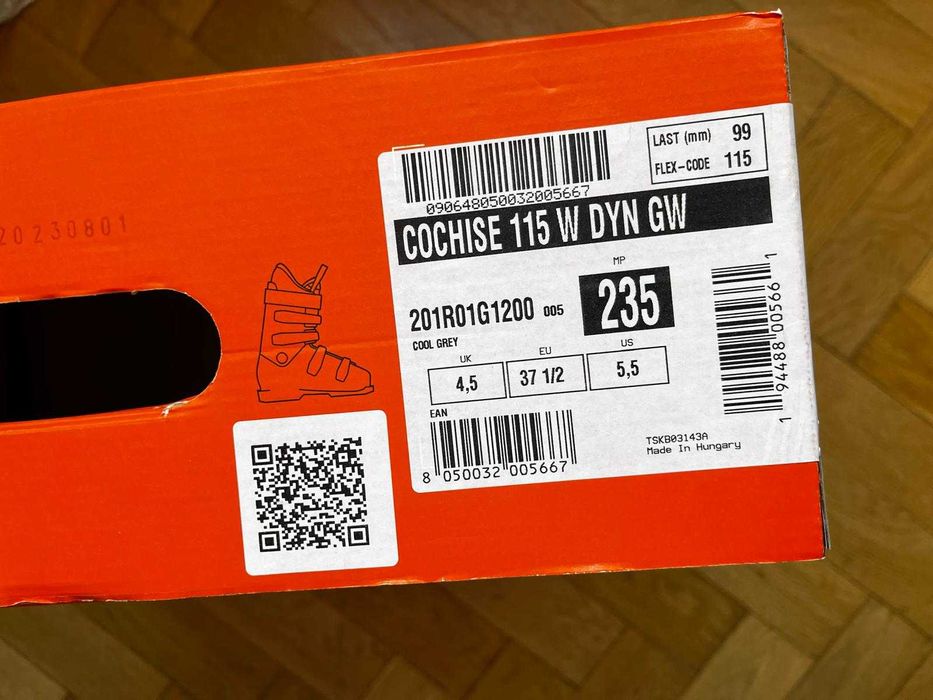 20230801
090648050032005667
LAST (mm) 99
FLEX-CODE 115
COCHISE 115 W DYN GW
MP
201R01G1200 005 235
COOL GREY
UK EU US
4,5 37 1/2 5,5
EAN
8 050032 005667
TSKB03143A
Made In Hungary
1 94488 00566 1